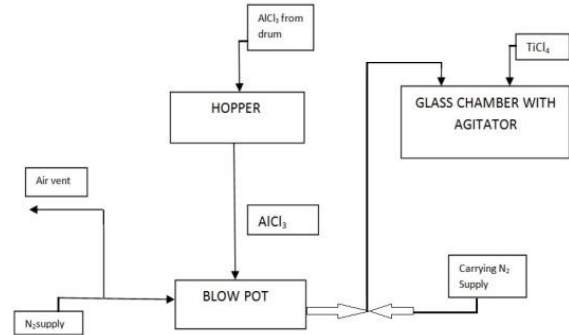 AlCl₃ from
drum
TiCl₄
HOPPER
GLASS CHAMBER WITH
AGITATOR
Air vent
AlCl₃
BLOW POT
Carrying N₂
Supply
N₂supply